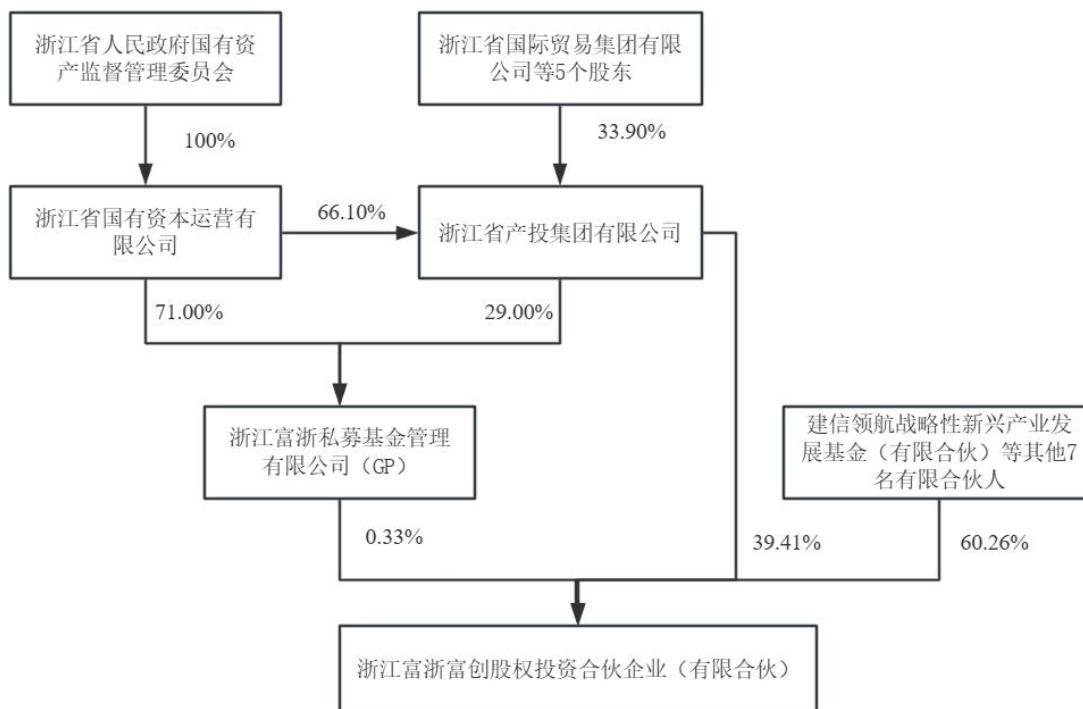 浙江省人民政府国有资
产监督管理委员会
浙江省国际贸易集团有限
公司等5个股东
100%
33.90%
浙江省国有资本运营有
限公司
66.10%
浙江省产投集团有限公司
71.00%
29.00%
浙江富浙私募基金管理
有限公司（GP）
建信领航战略性新兴产业发
展基金（有限合伙）等其他7
名有限合伙人
0.33%
39.41%
60.26%
浙江富浙富创股权投资合伙企业（有限合伙）